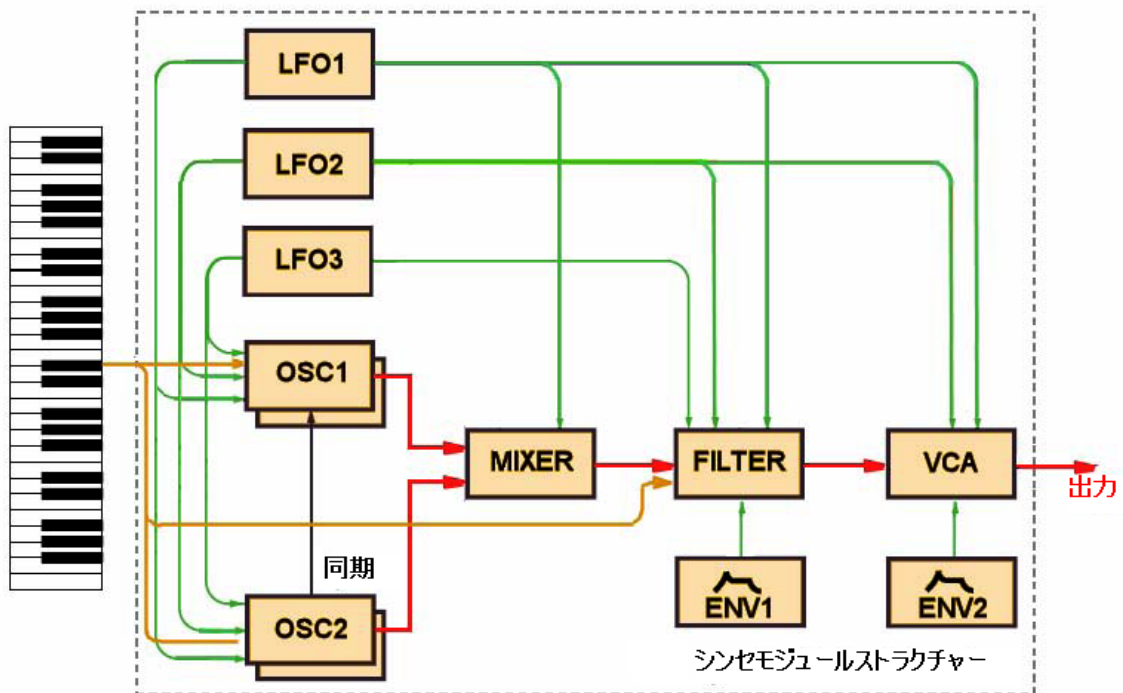 LFO1
LFO2
LFO3
OSC1
MIXER
FILTER
VCA
出力
同期
OSC2
ENV1
ENV2
シンセモジュールストラクチャー